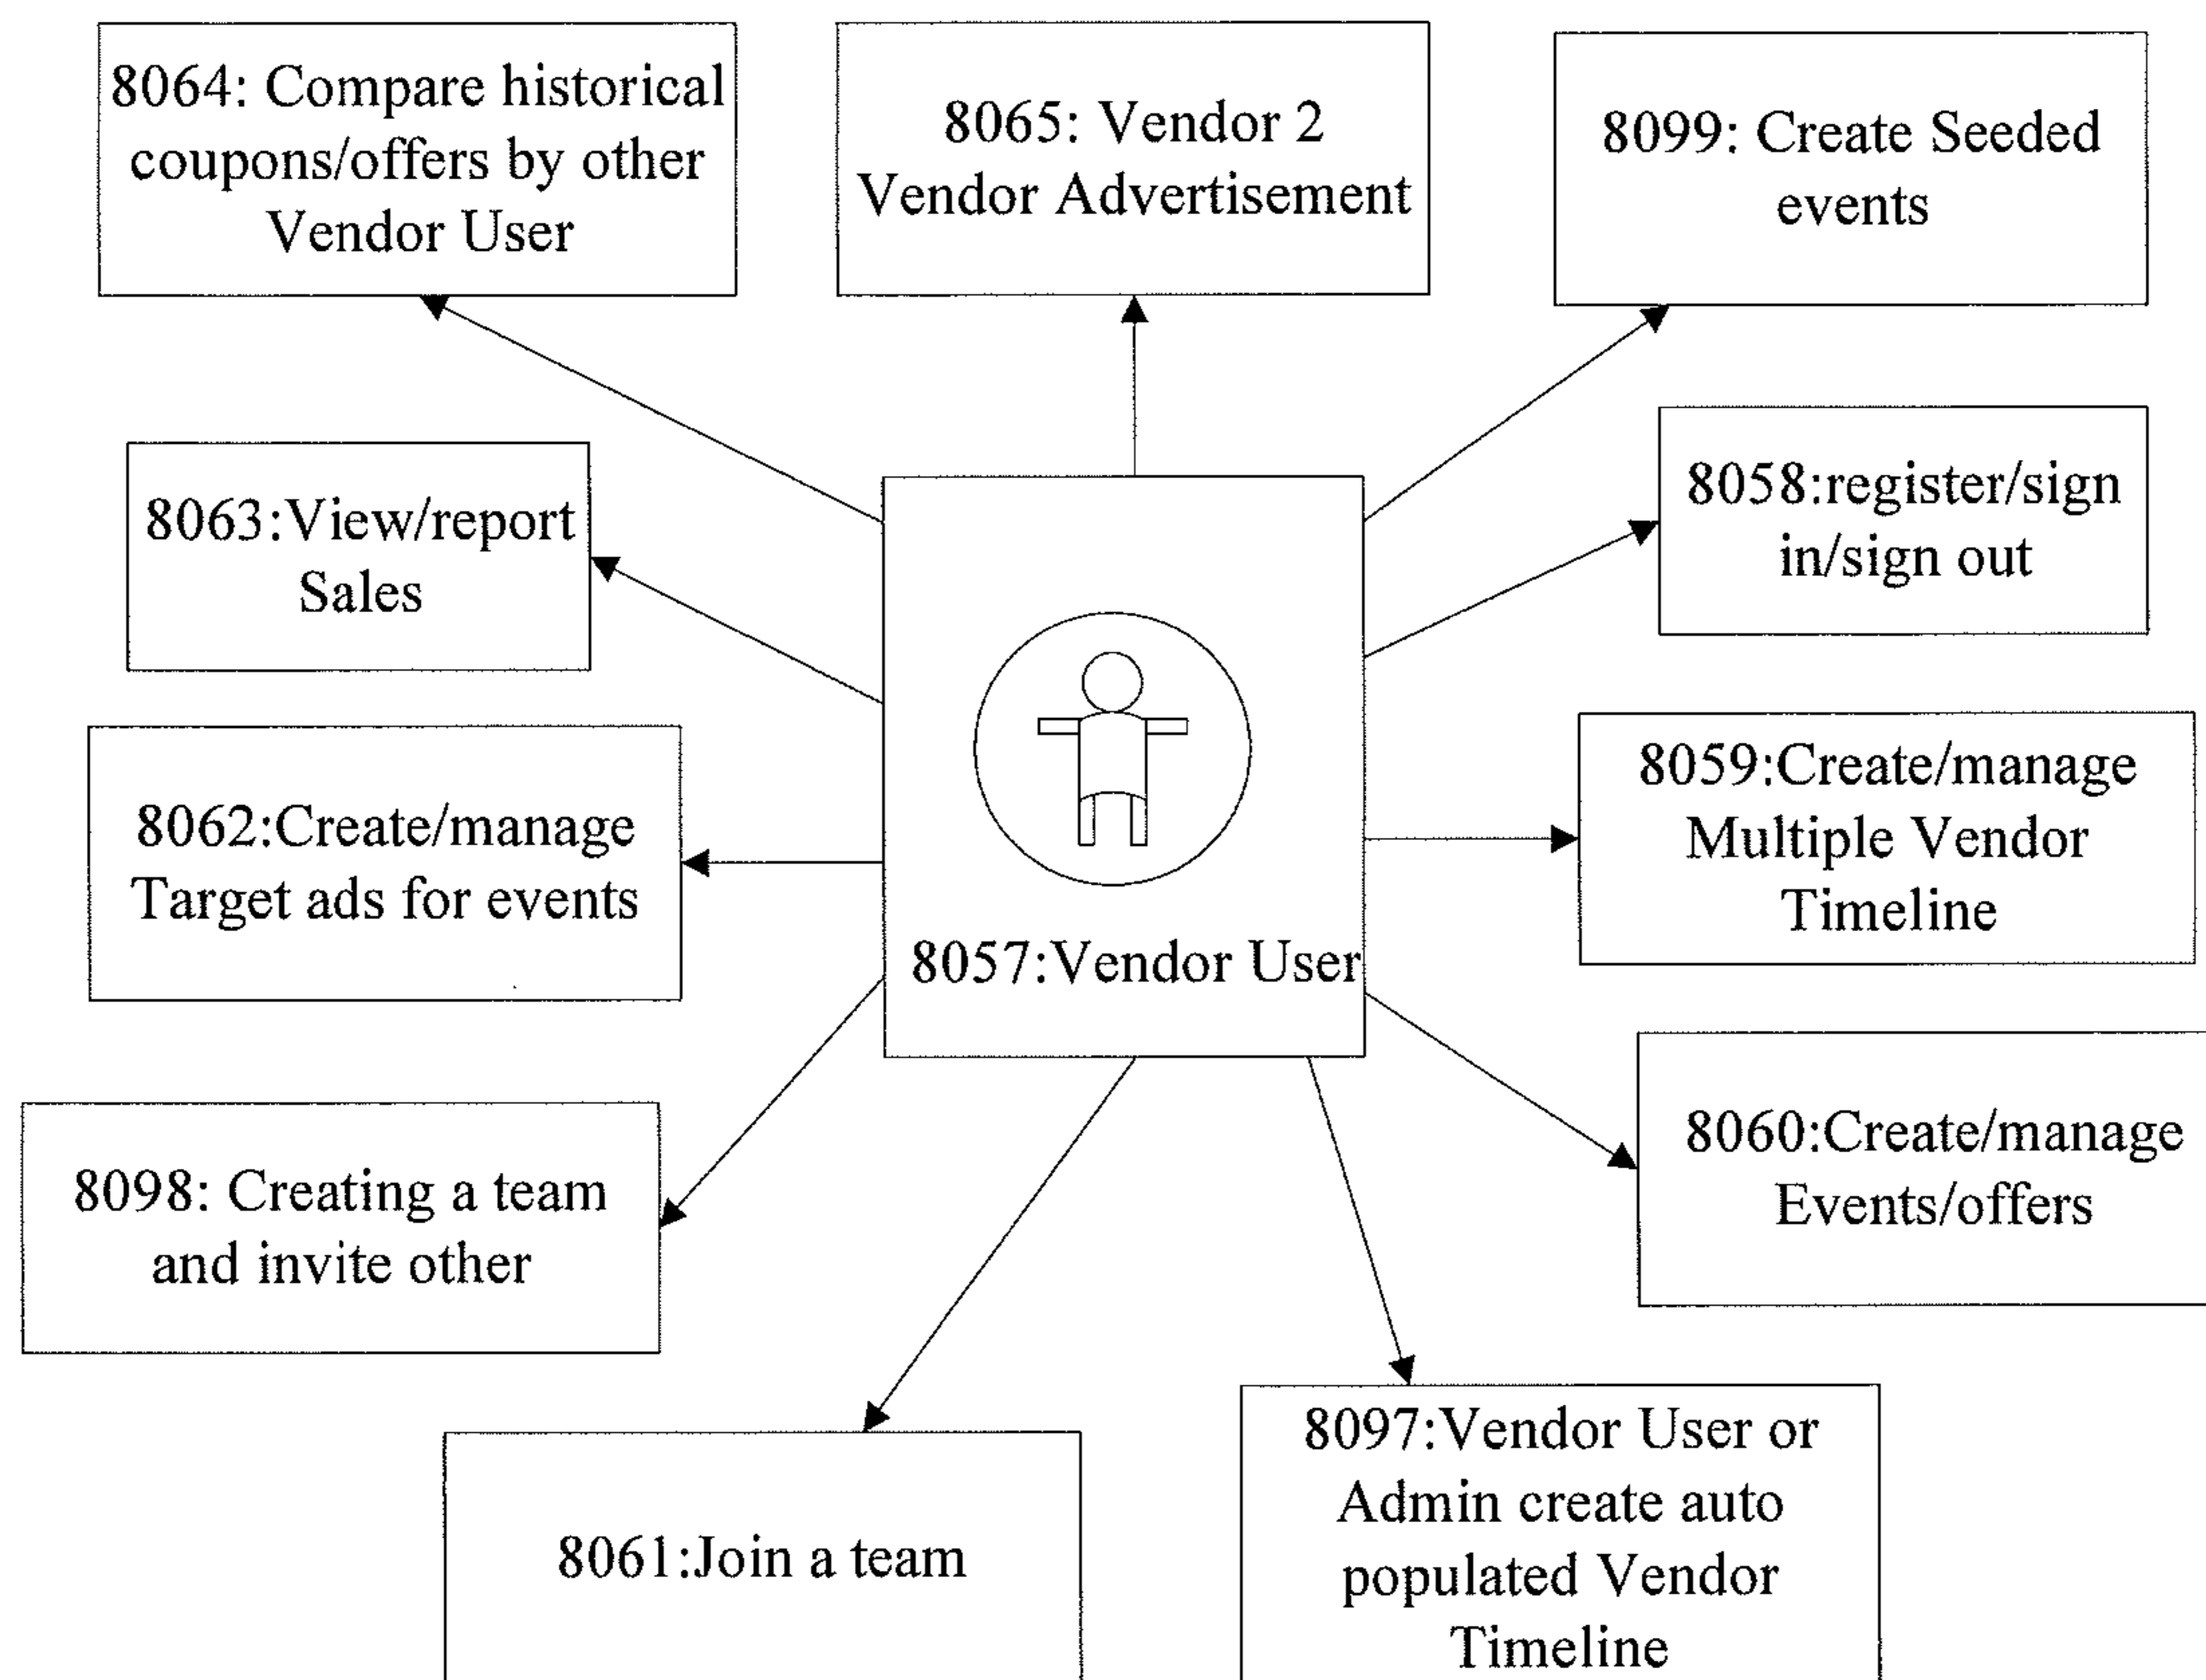 8064: Compare historical
coupons/offers by other
Vendor User
8065: Vendor 2
Vendor Advertisement
8099: Create Seeded
events
8063:View/report
Sales
8058:register/sign
in/sign out
8062:Create/manage
Target ads for events
8057:Vendor User
8059:Create/manage
Multiple Vendor
Timeline
8098: Creating a team
and invite other
8060:Create/manage
Events/offers
8061:Join a team
8097:Vendor User or
Admin create auto
populated Vendor
Timeline